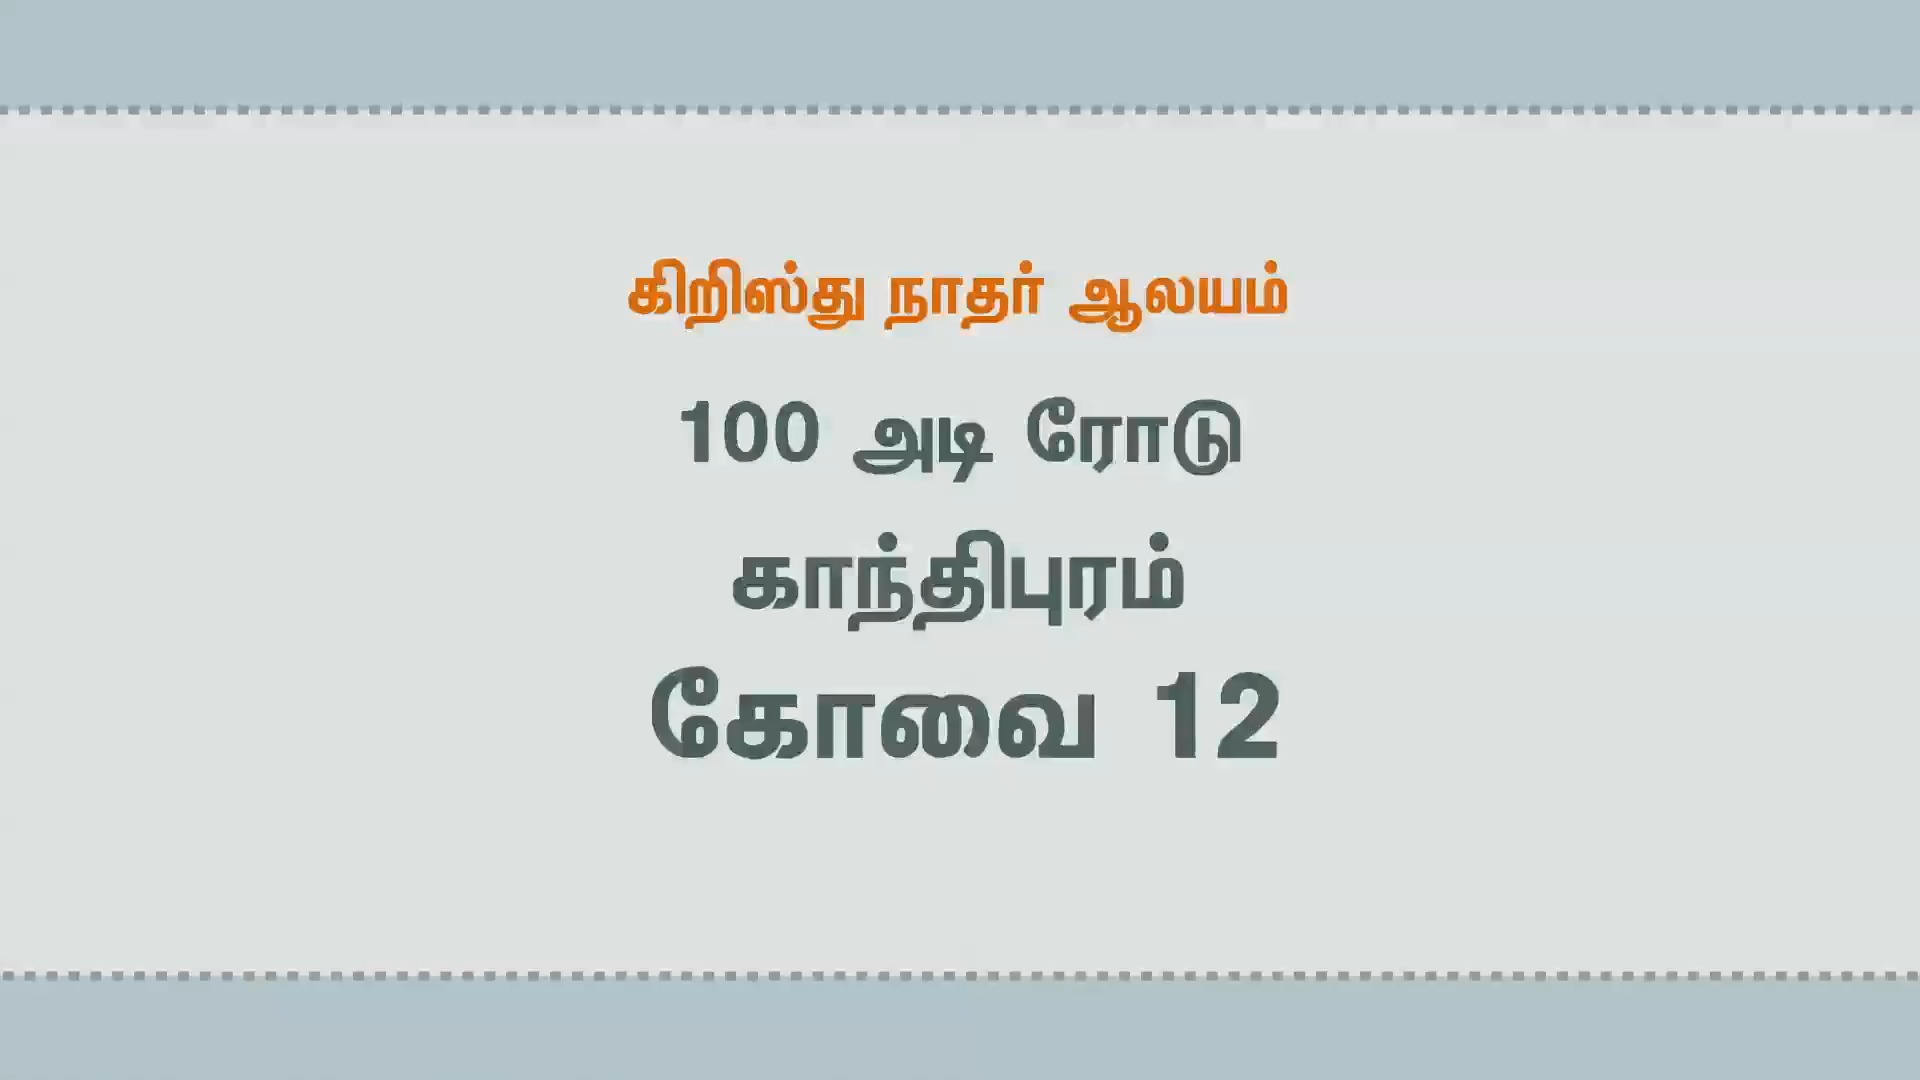 கிறிஸ்து நாதர் ஆலயம்
100 அடி ரோடு
காந்திபுரம்
கோவை 12